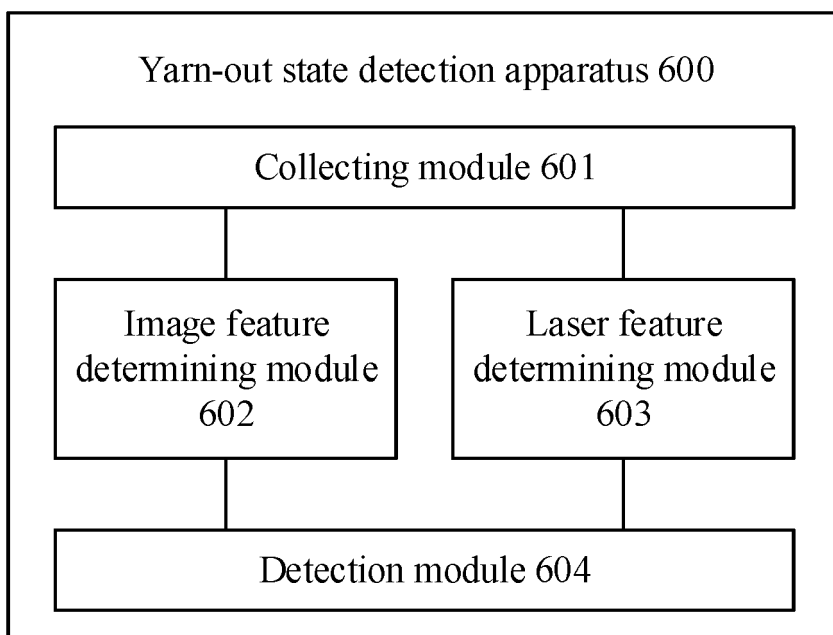 Yarn-out state detection apparatus 600
Collecting module 601
Image feature
determining module
602
Laser feature
determining module
603
Detection module 604